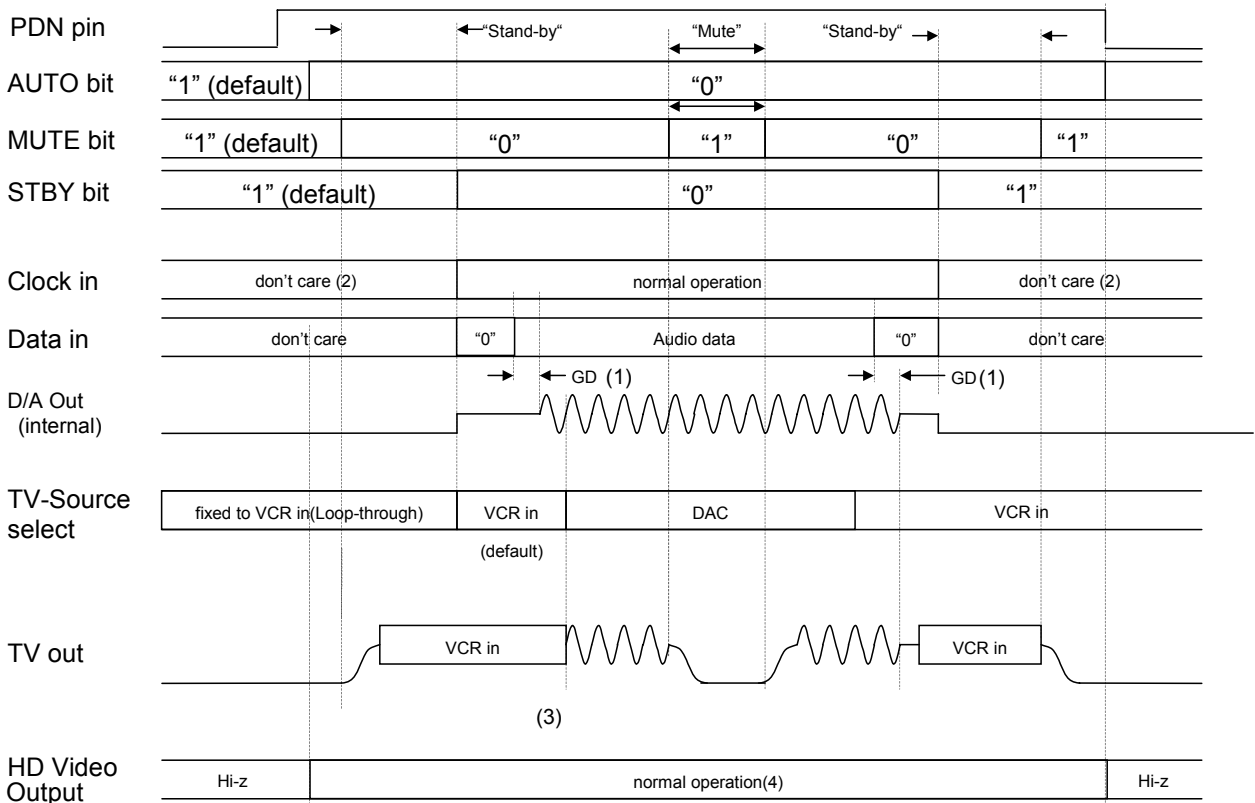 PDN pin
“Stand-by“
“Mute”
“Stand-by“
AUTO bit
“1” (default)
“0”
MUTE bit
“1” (default)
“0”
“1”
“0”
“1”
STBY bit
“1” (default)
“0”
“1”
Clock in
don’t care (2)
normal operation
don’t care (2)
Data in
don’t care
“0”
Audio data
“0”
don’t care
GD (1)
GD(1)
D/A Out
(internal)
TV-Source
select
fixed to VCR in(Loop-through)
VCR in
DAC
VCR in
(default)
TV out
VCR in
VCR in
(3)
HD Video
Output
Hi-z
normal operation(4)
Hi-z